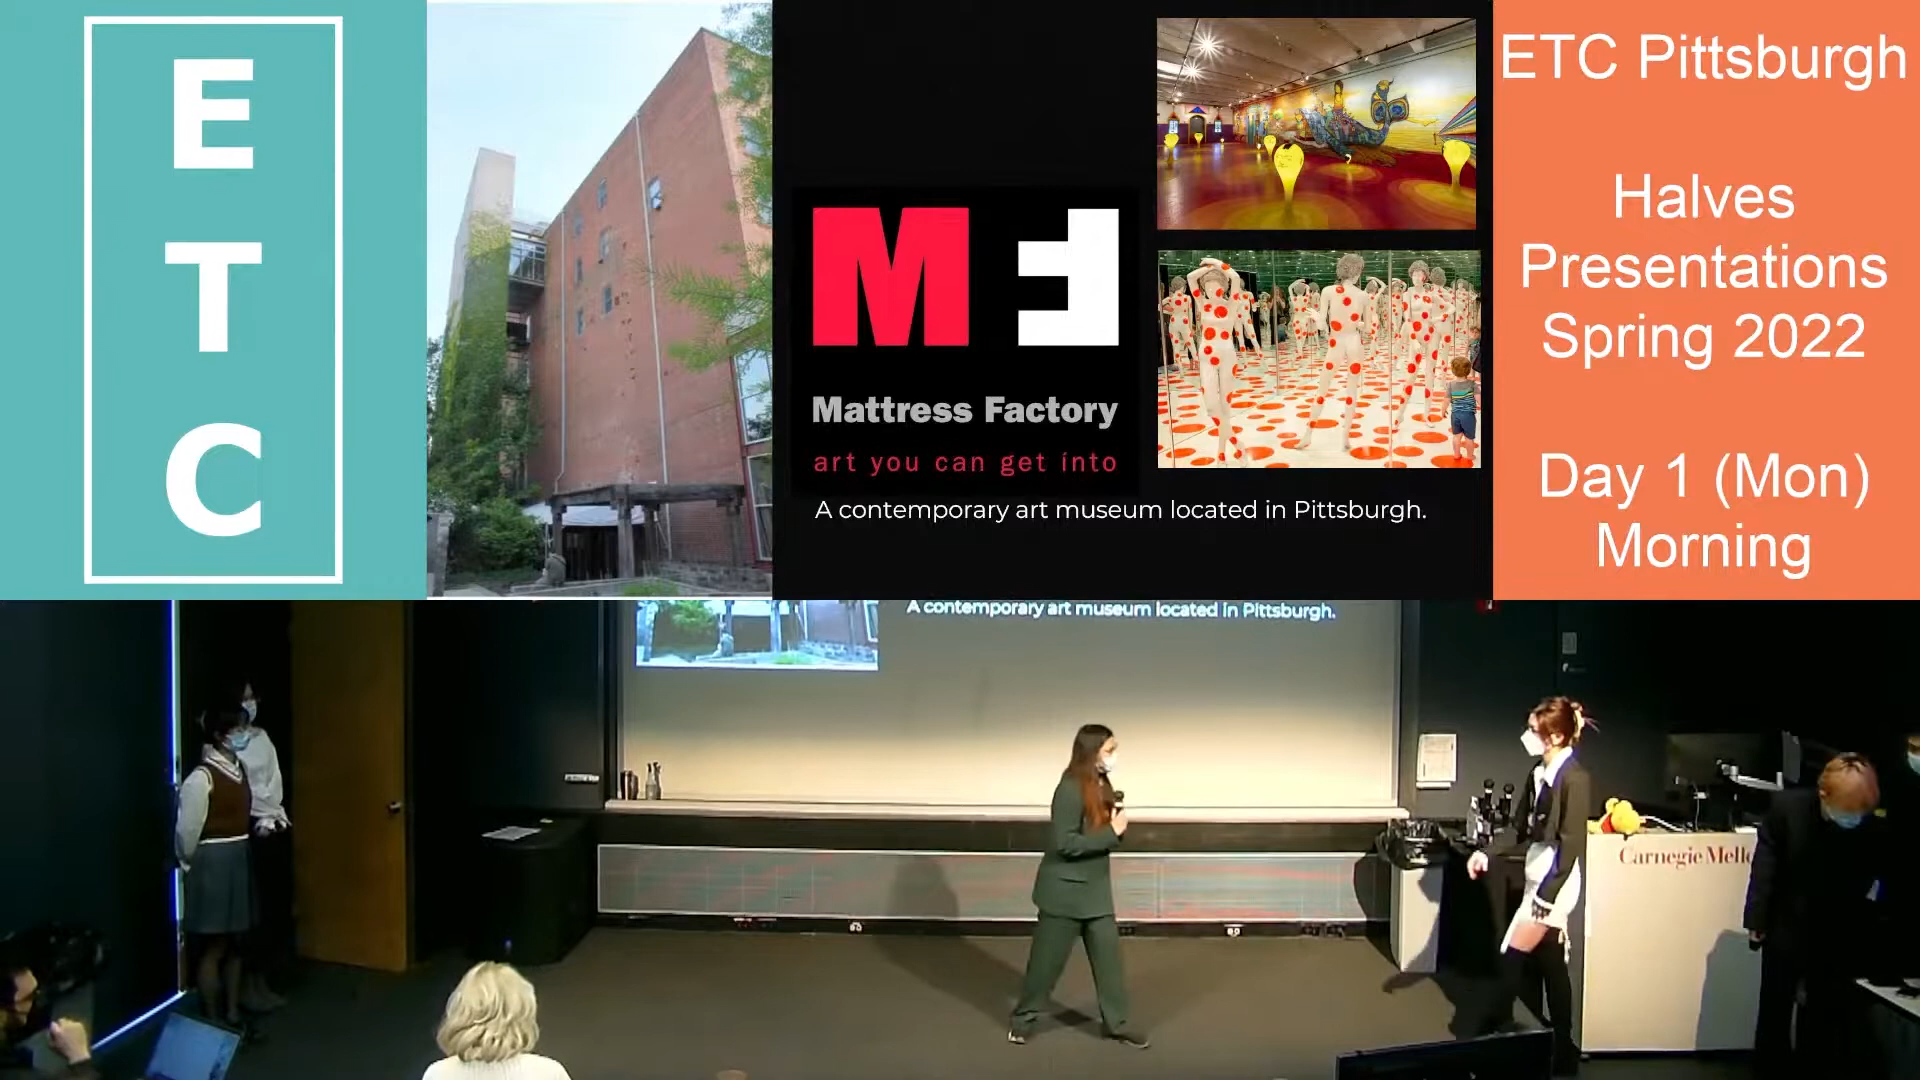 E
T
C
MF
Mattress Factory
art you can get into
A contemporary art museum located in Pittsburgh.
ETC Pittsburgh
Halves
Presentations
Spring 2022
Day 1 (Mon)
Morning
A contemporary art museum located in Pittsburgh.
Carnegie Mell